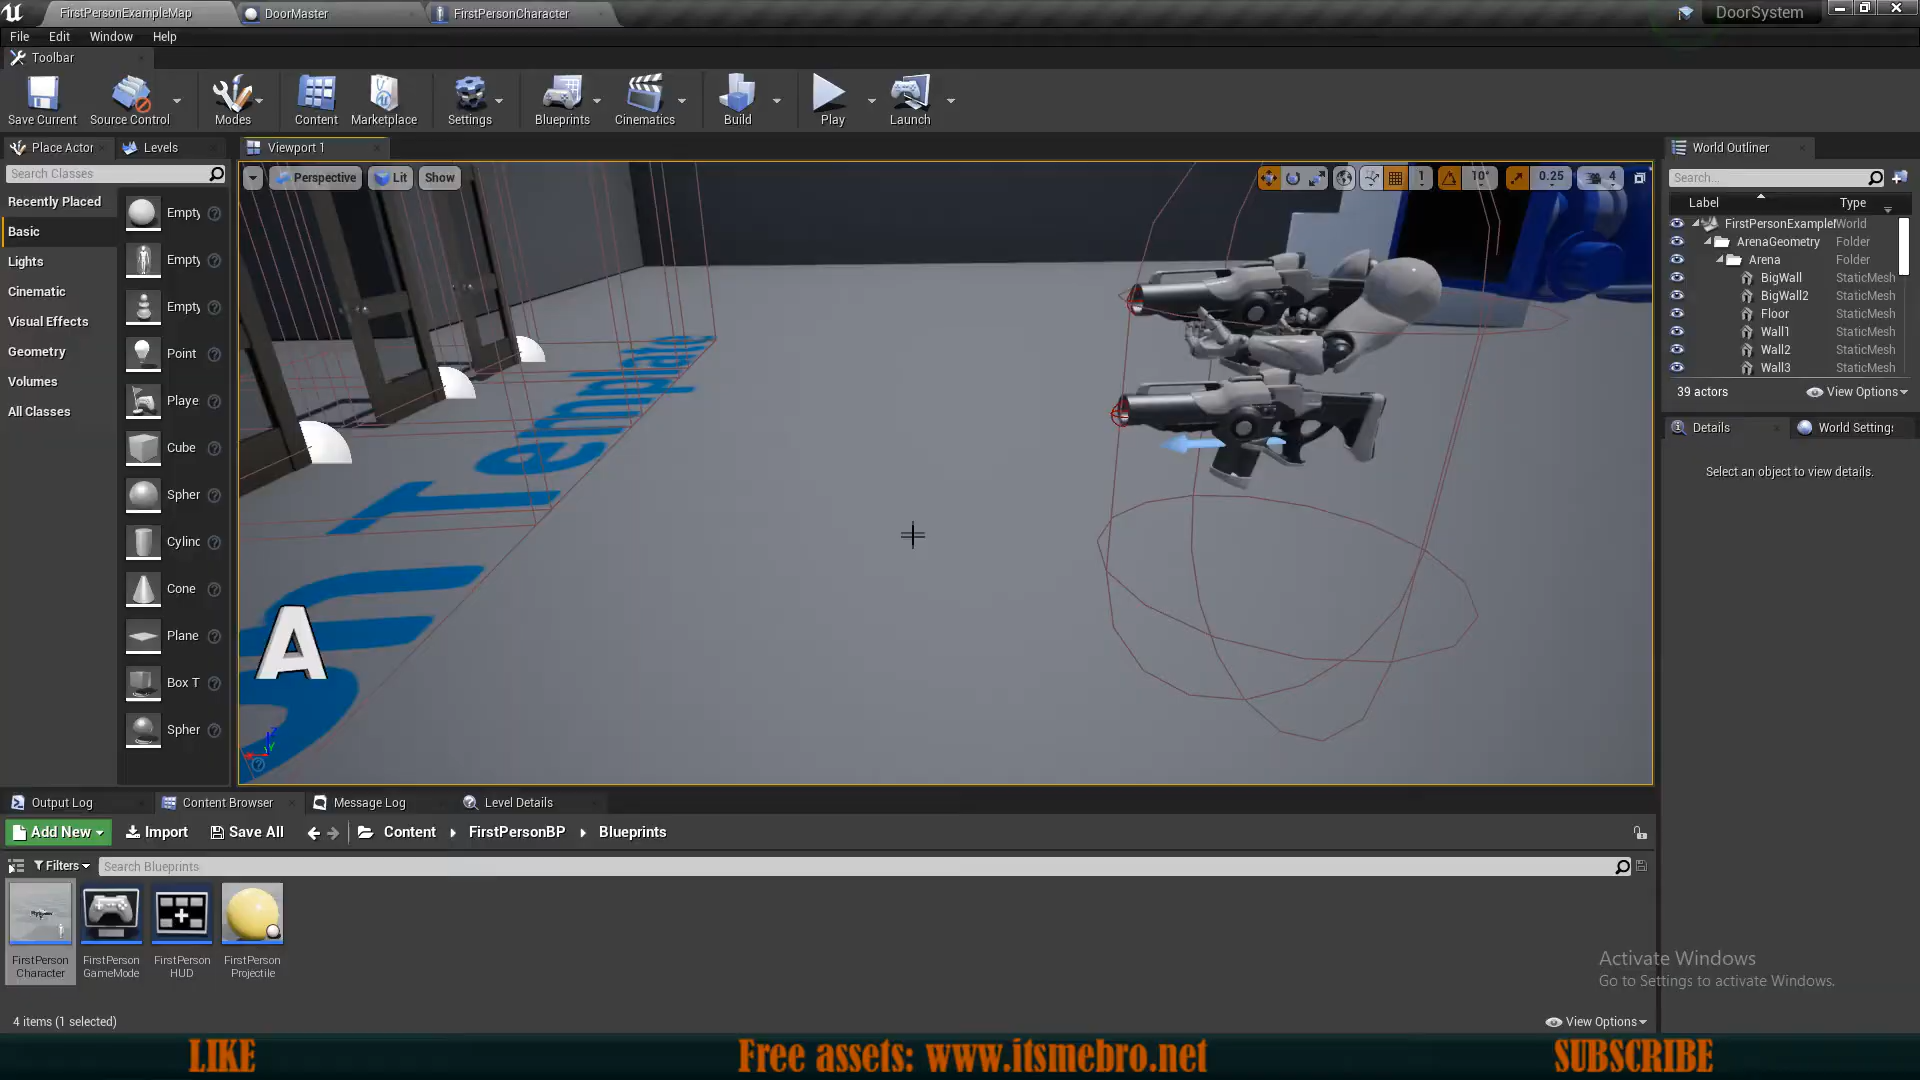 FirstPersonExampleMap
DoorMaster
FirstPersonCharacter
DoorSystem
File Edit Window Help
Toolbar
Save Current
Source Control
Modes
Content
Marketplace
Settings
Blueprints
Cinematics
Build
Play
Launch
Place Actor
Levels
Viewport 1
World Outliner
Search Classes
Perspective
Lit
Show
1
10°
0.25
4
Search...
Recently Placed
Basic
Lights
Cinematic
Visual Effects
Geometry
Volumes
All Classes
Empty
Empty
Empty
Point
Playe
Cube
Spher
Cylinc
Cone
Plane
Box T
Spher
Label Type
FirstPersonExampleI World
ArenaGeometry Folder
Arena Folder
BigWall StaticMesh
BigWall2 StaticMesh
Floor StaticMesh
Wall1 StaticMesh
Wall2 StaticMesh
Wall3 StaticMesh
39 actors
View Options
Details
World Settings
Select an object to view details.
Template
A
Output Log
Content Browser
Message Log
Level Details
Add New
Import
Save All
Content
FirstPersonBP
Blueprints
Filters
Search Blueprints
FirstPerson
Character
FirstPerson
GameMode
FirstPerson
HUD
FirstPerson
Projectile
Activate Windows
Go to Settings to activate Windows.
4 items (1 selected)
View Options
LIKE
Free assets: www.itsmebro.net
SUBSCRIBE